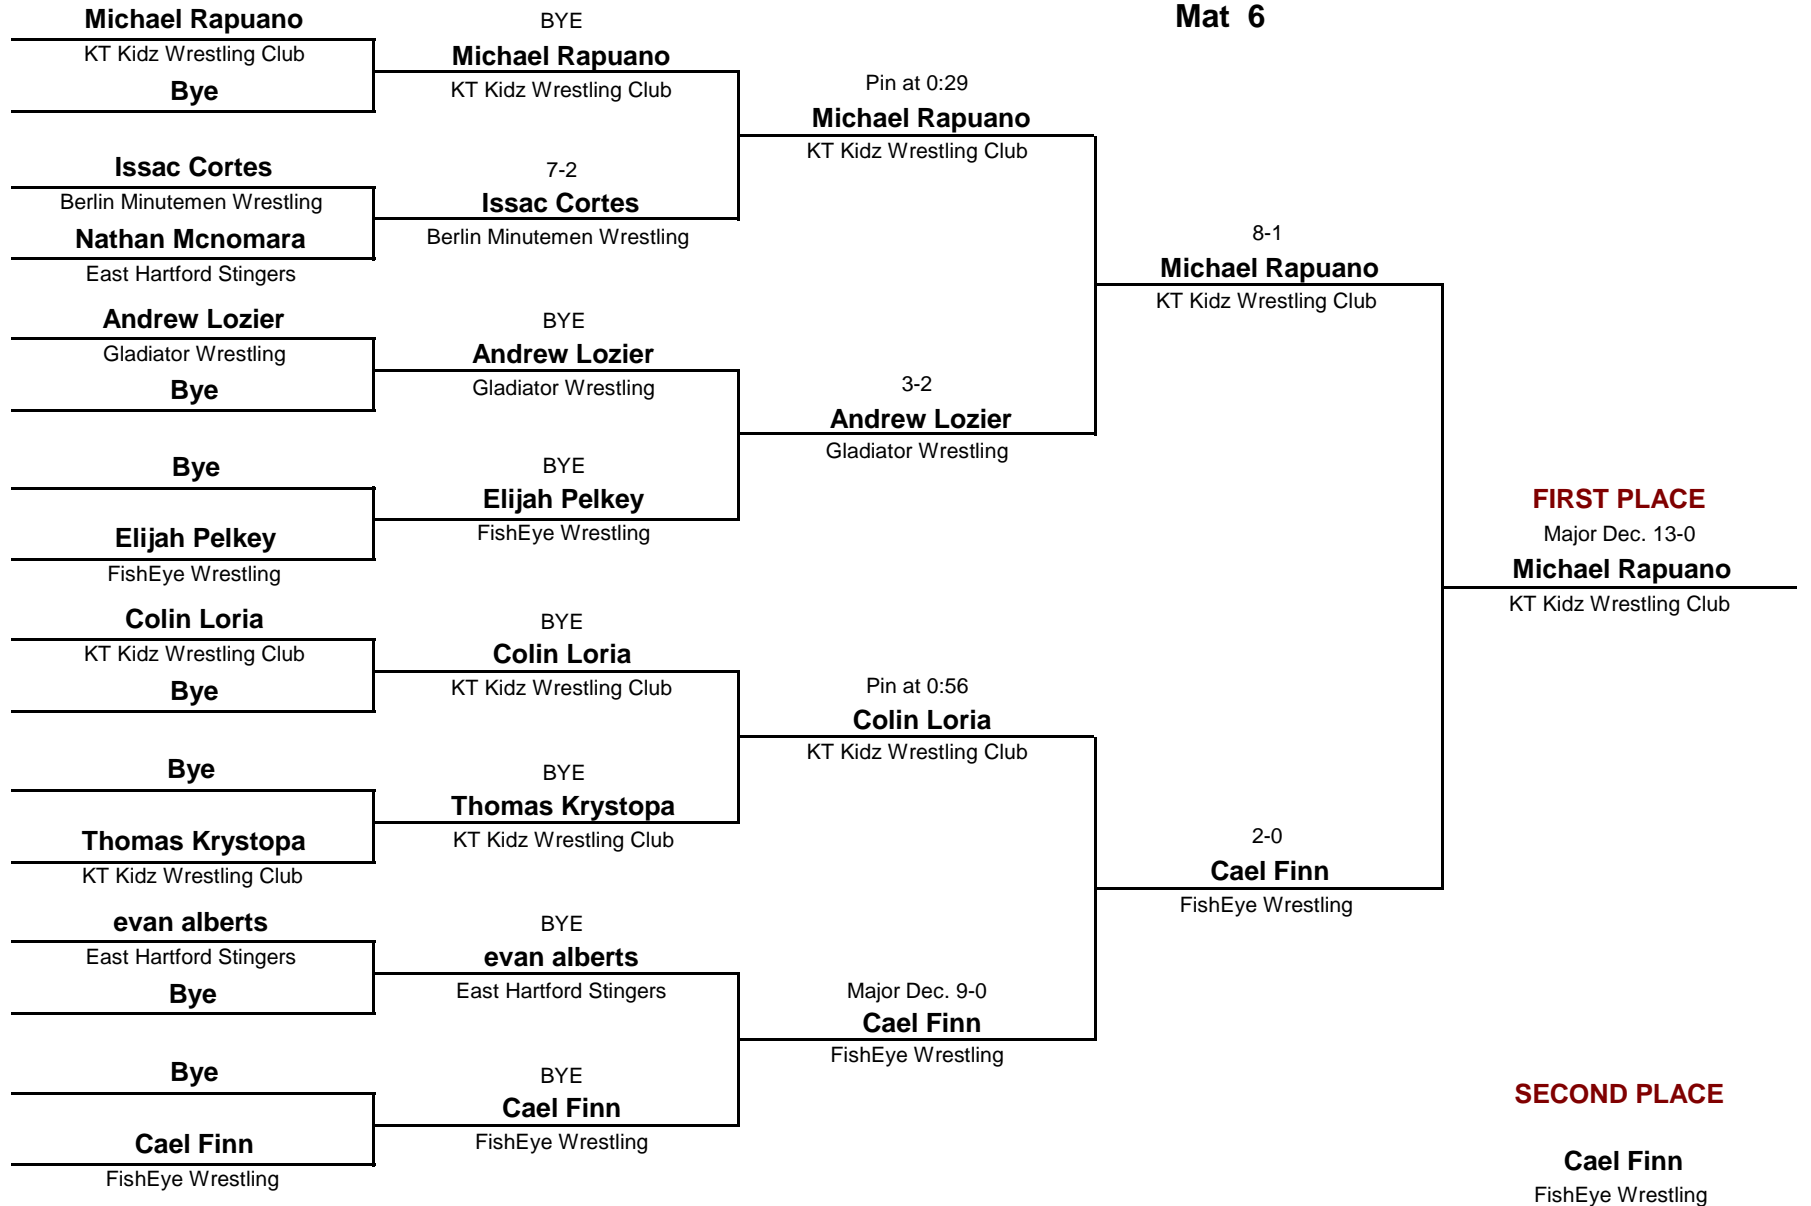 Mat 6
Michael Rapuano
KT Kidz Wrestling Club
Bye
Issac Cortes
Berlin Minutemen Wrestling
Nathan Mcnomara
East Hartford Stingers
Andrew Lozier
Gladiator Wrestling
Bye
Bye
Elijah Pelkey
FishEye Wrestling
Colin Loria
KT Kidz Wrestling Club
Bye
Bye
Thomas Krystopa
KT Kidz Wrestling Club
evan alberts
East Hartford Stingers
Bye
Bye
Cael Finn
FishEye Wrestling
BYE
Michael Rapuano
KT Kidz Wrestling Club
7-2
Issac Cortes
Berlin Minutemen Wrestling
BYE
Andrew Lozier
Gladiator Wrestling
BYE
Elijah Pelkey
FishEye Wrestling
BYE
Colin Loria
KT Kidz Wrestling Club
BYE
Thomas Krystopa
KT Kidz Wrestling Club
BYE
evan alberts
East Hartford Stingers
BYE
Cael Finn
FishEye Wrestling
Pin at 0:29
Michael Rapuano
KT Kidz Wrestling Club
3-2
Andrew Lozier
Gladiator Wrestling
Pin at 0:56
Colin Loria
KT Kidz Wrestling Club
Major Dec. 9-0
Cael Finn
FishEye Wrestling
8-1
Michael Rapuano
KT Kidz Wrestling Club
2-0
Cael Finn
FishEye Wrestling
FIRST PLACE
Major Dec. 13-0
Michael Rapuano
KT Kidz Wrestling Club
SECOND PLACE
Cael Finn
FishEye Wrestling